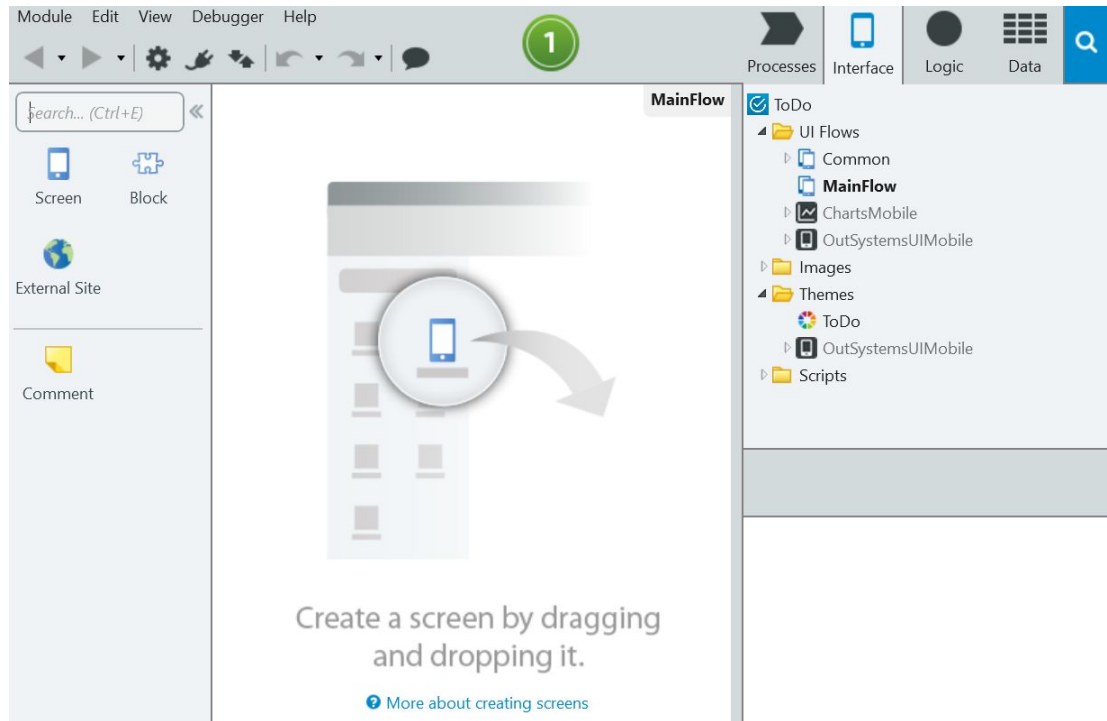 Module Edit View Debugger Help
1
Processes Interface Logic Data
Search... (Ctrl+E)
Screen Block
External Site
Comment
MainFlow
Create a screen by dragging
and dropping it.
More about creating screens
ToDo
UI Flows
Common
MainFlow
ChartsMobile
OutSystemsUIMobile
Images
Themes
ToDo
OutSystemsUIMobile
Scripts